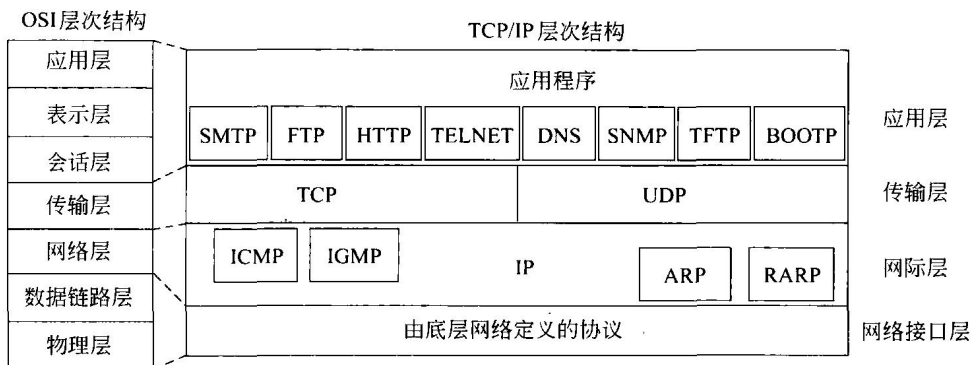 OSI层次结构
TCP/IP层次结构
应用层
表示层
会话层
传输层
网络层
数据链路层
物理层
应用程序
SMTP FTP HTTP TELNET DNS SNMP TFTP BOOTP
应用层
TCP UDP
传输层
ICMP IGMP IP ARP RARP
网际层
由底层网络定义的协议
网络接口层